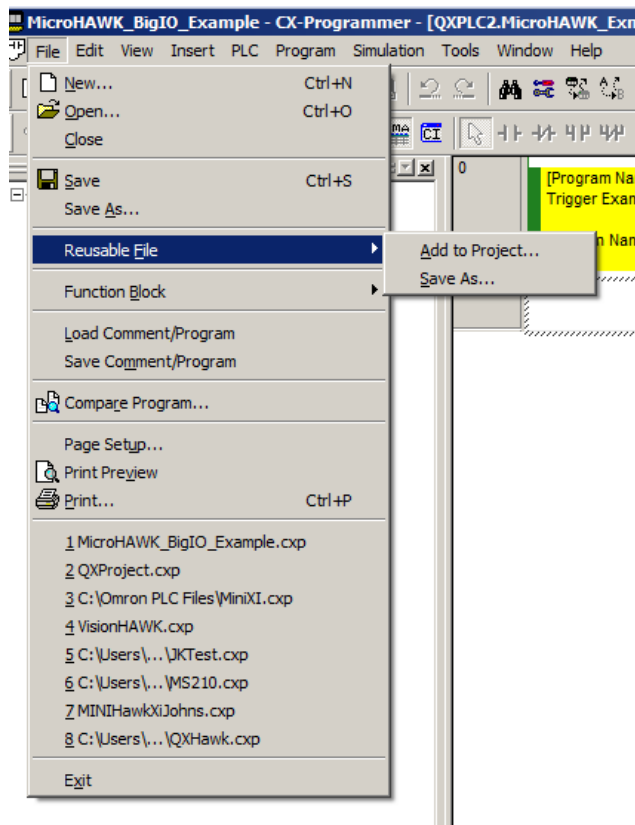 MicroHAWK_BigIO_Example - CX-Programmer - [QXPLC2.MicroHAWK_Exm
File Edit View Insert PLC Program Simulation Tools Window Help
New... Ctrl+N
Open... Ctrl+O
Close
Save Ctrl+S
Save As...
Reusable File
Add to Project...
Save As...
Function Block
Load Comment/Program
Save Comment/Program
Compare Program...
Page Setup...
Print Preview
Print... Ctrl+P
1 MicroHAWK_BigIO_Example.cxp
2 QXProject.cxp
3 C:\Omron PLC Files\MiniXI.cxp
4 VisionHAWK.cxp
5 C:\Users\...\JKTest.cxp
6 C:\Users\...\MS210.cxp
7 MINIHawkXiJohns.cxp
8 C:\Users\...\QXHawk.cxp
Exit
MA
CI
0
[Program Na
Trigger Exam
n Nam